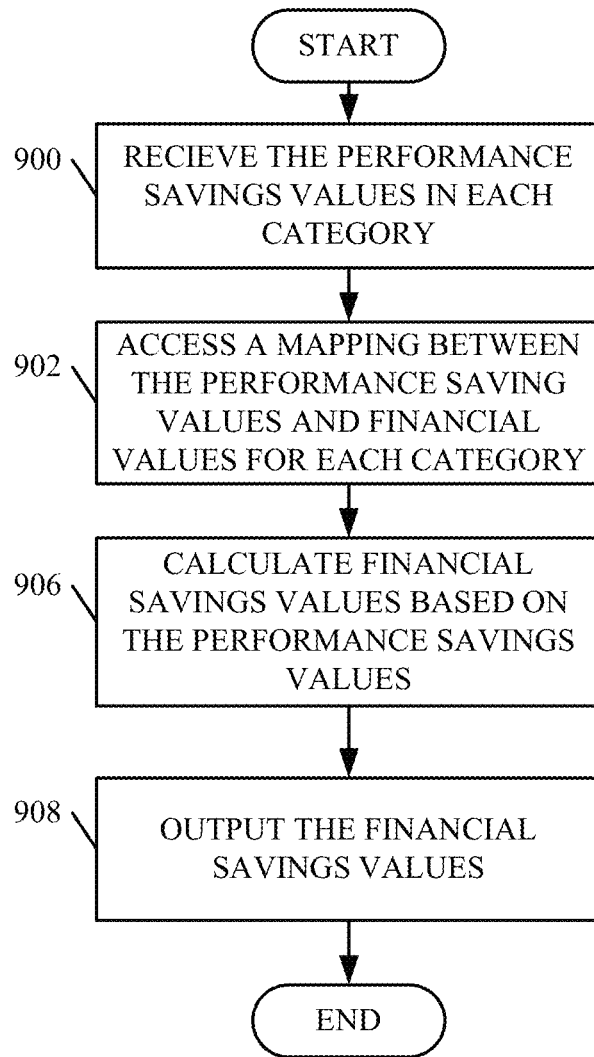 START
900
RECIEVE THE PERFORMANCE
SAVINGS VALUES IN EACH
CATEGORY
902
ACCESS A MAPPING BETWEEN
THE PERFORMANCE SAVING
VALUES AND FINANCIAL
VALUES FOR EACH CATEGORY
906
CALCULATE FINANCIAL
SAVINGS VALUES BASED ON
THE PERFORMANCE SAVINGS
VALUES
908
OUTPUT THE FINANCIAL
SAVINGS VALUES
END